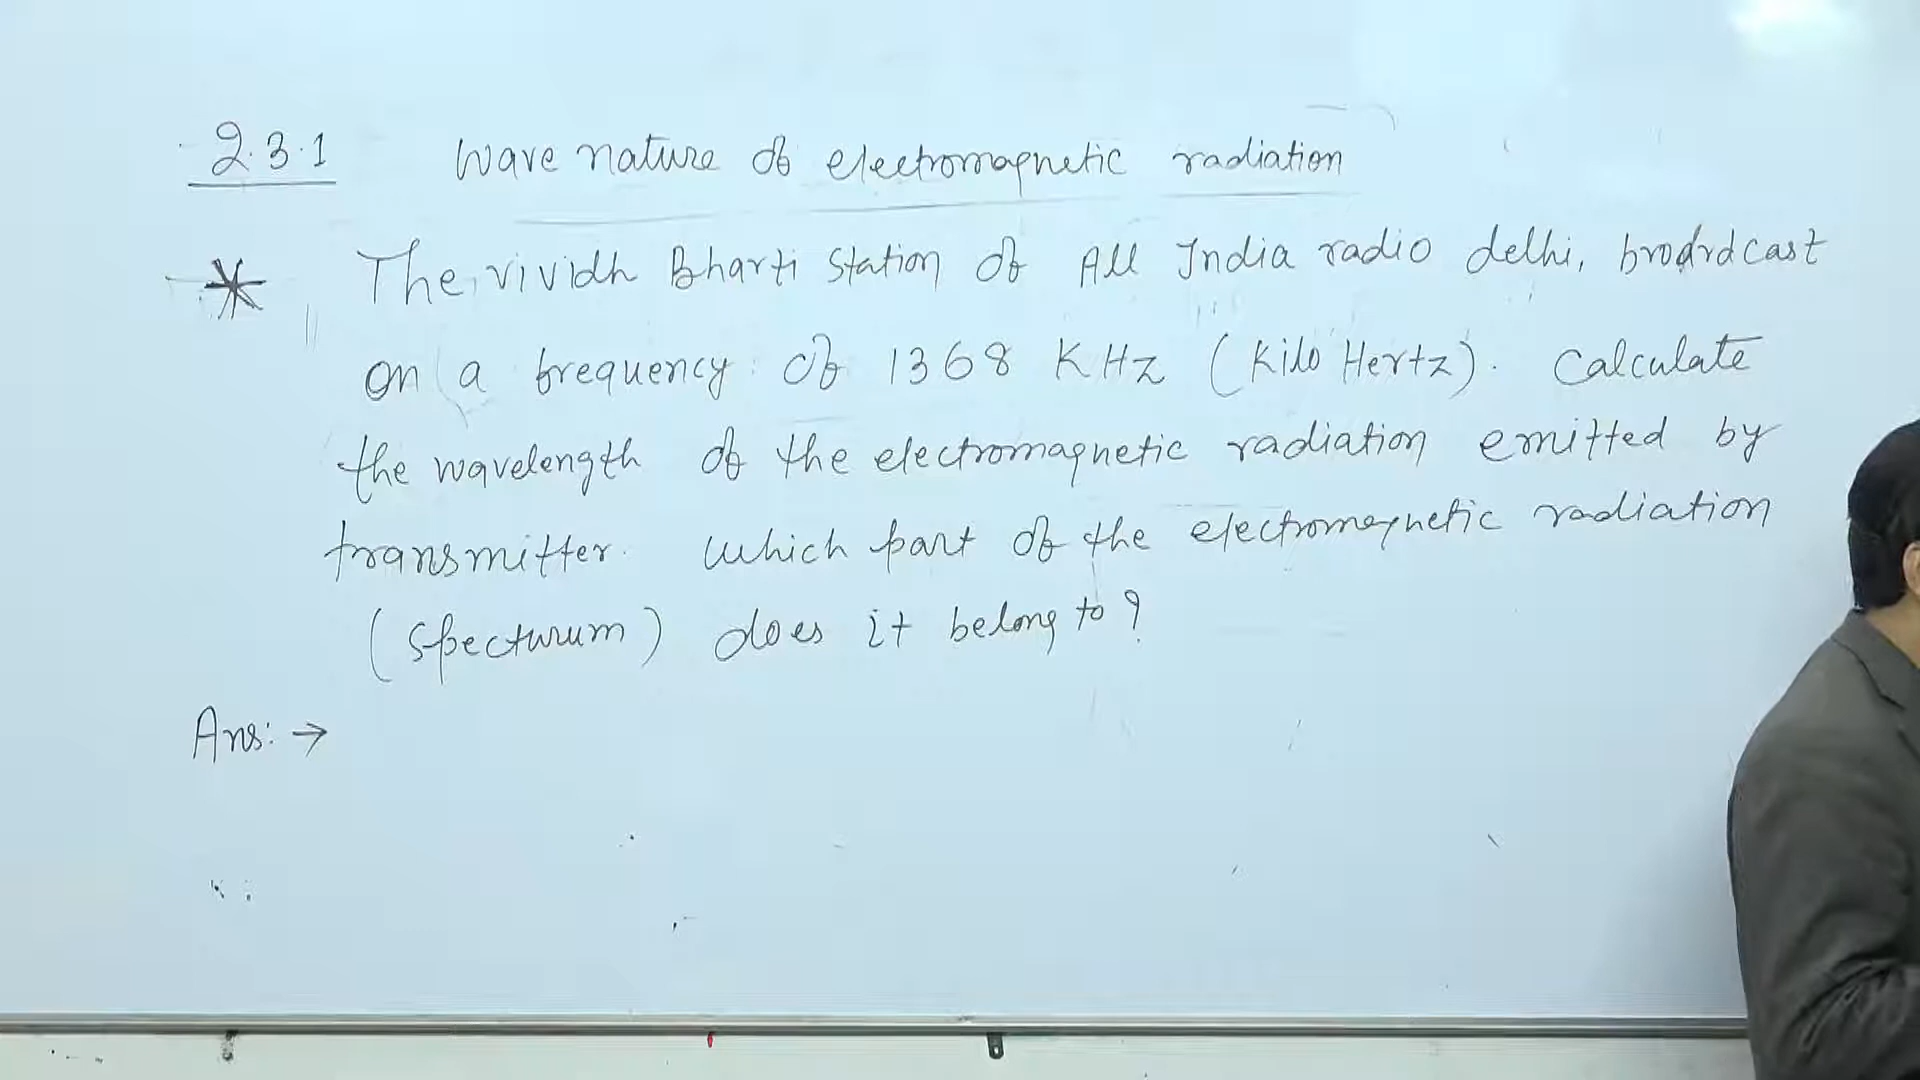 2.3.1 Wave nature of electromagnetic radiation
* The vividh Bharti Station of All India radio delhi, brodrdcast
on a frequency of 1368 KHz (Kilo Hertz). Calculate
the wavelength of the electromagnetic radiation emitted by
transmitter. Which part of the electromegnetic radiation
(Specturum) does it belong to?
Ans: →